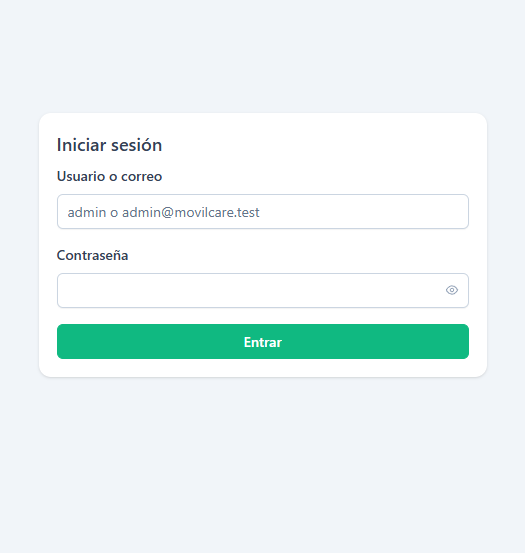 Iniciar sesión
Usuario o correo
admin o admin@movilcare.test
Contraseña
Entrar